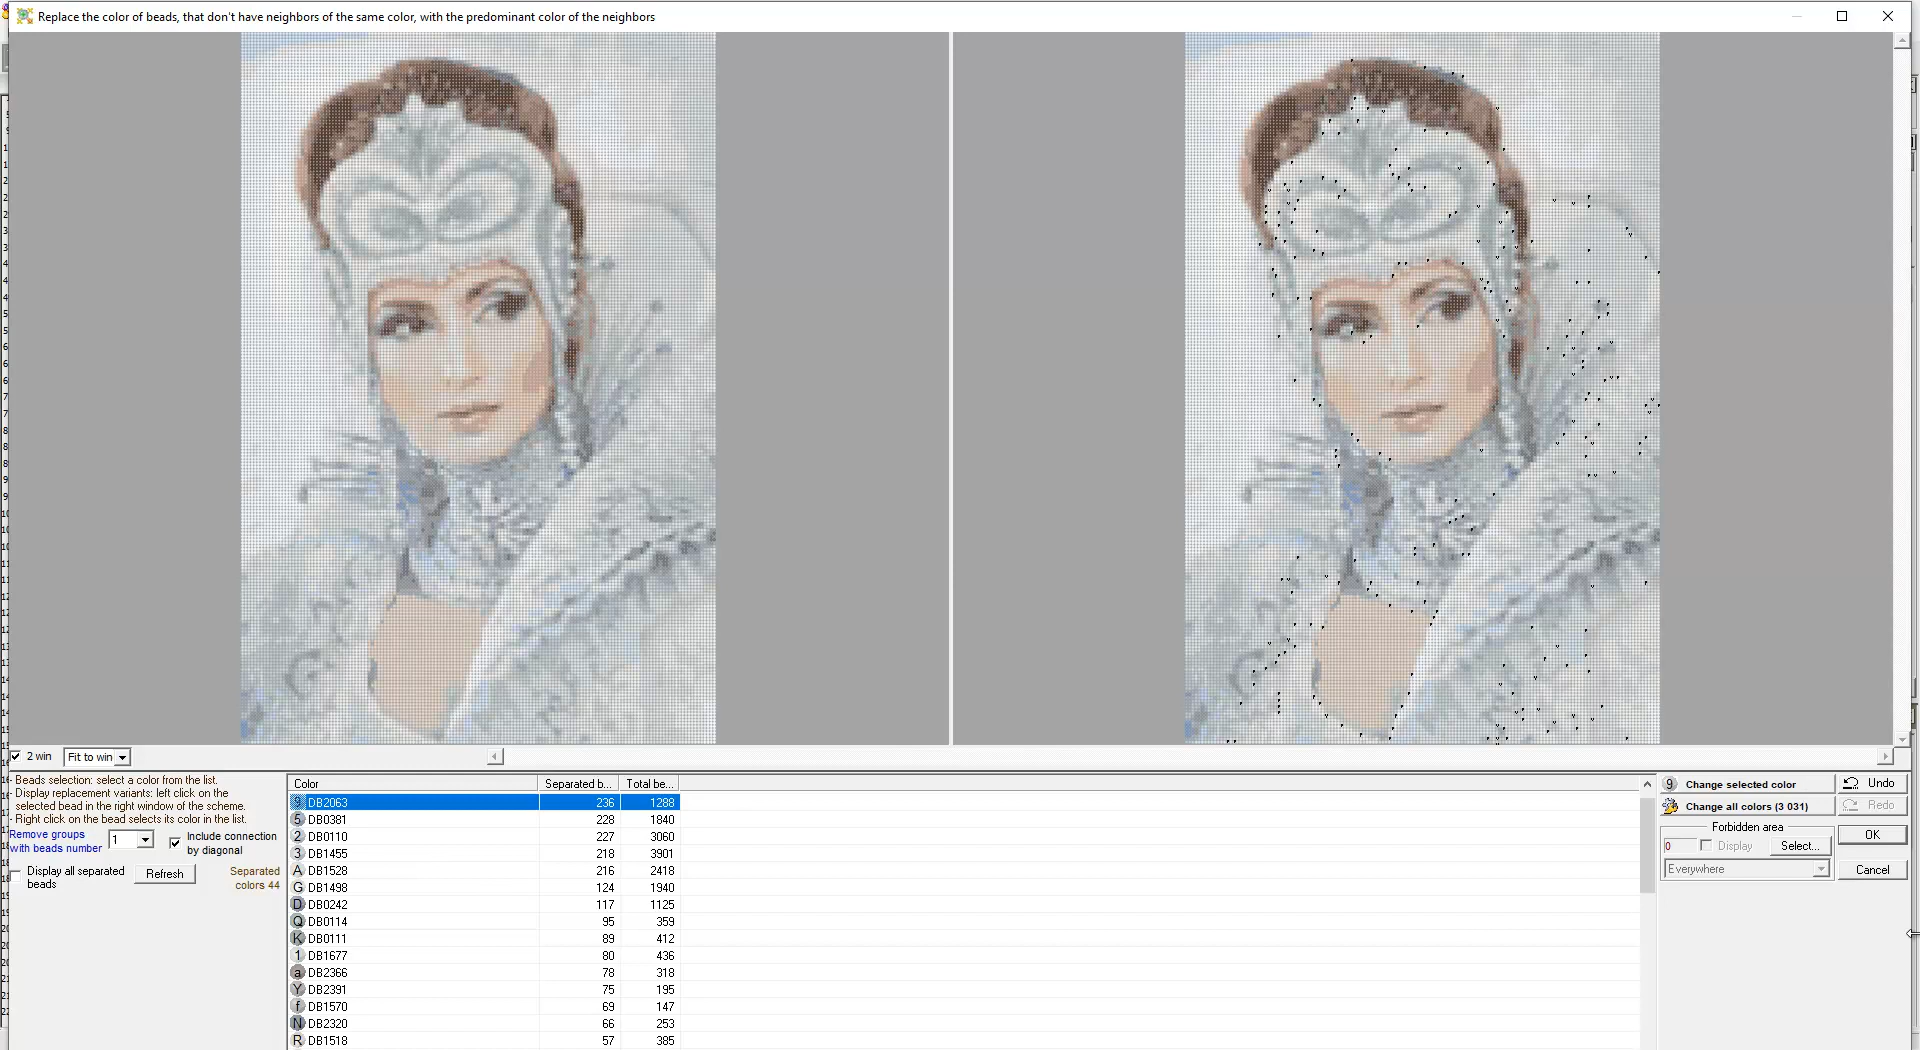 Replace the color of beads, that don't have neighbors of the same color, with the predominant color of the neighbors
2 win
Fit to win
- Beads selection: select a color from the list.
- Display replacement variants: left click on the
selected bead in the right window of the scheme.
- Right click on the bead selects its color in the list.
Remove groups
with beads number
1
Include connection
by diagonal
Display all separated
beads
Refresh
Separated
colors 44
Color Separated b... Total be...
9 DB2063 236 1288
5 DB0381 228 1840
2 DB0110 227 3060
3 DB1455 218 3901
A DB1528 216 2418
G DB1498 124 1940
D DB0242 117 1125
Q DB0114 95 359
K DB0111 89 412
1 DB1677 80 436
a DB2366 78 318
Y DB2391 75 195
f DB1570 69 147
N DB2320 66 253
R DB1518 57 385
9 Change selected color
Undo
Change all colors (3 031)
Redo
Forbidden area
0
Display
Select...
Everywhere
OK
Cancel